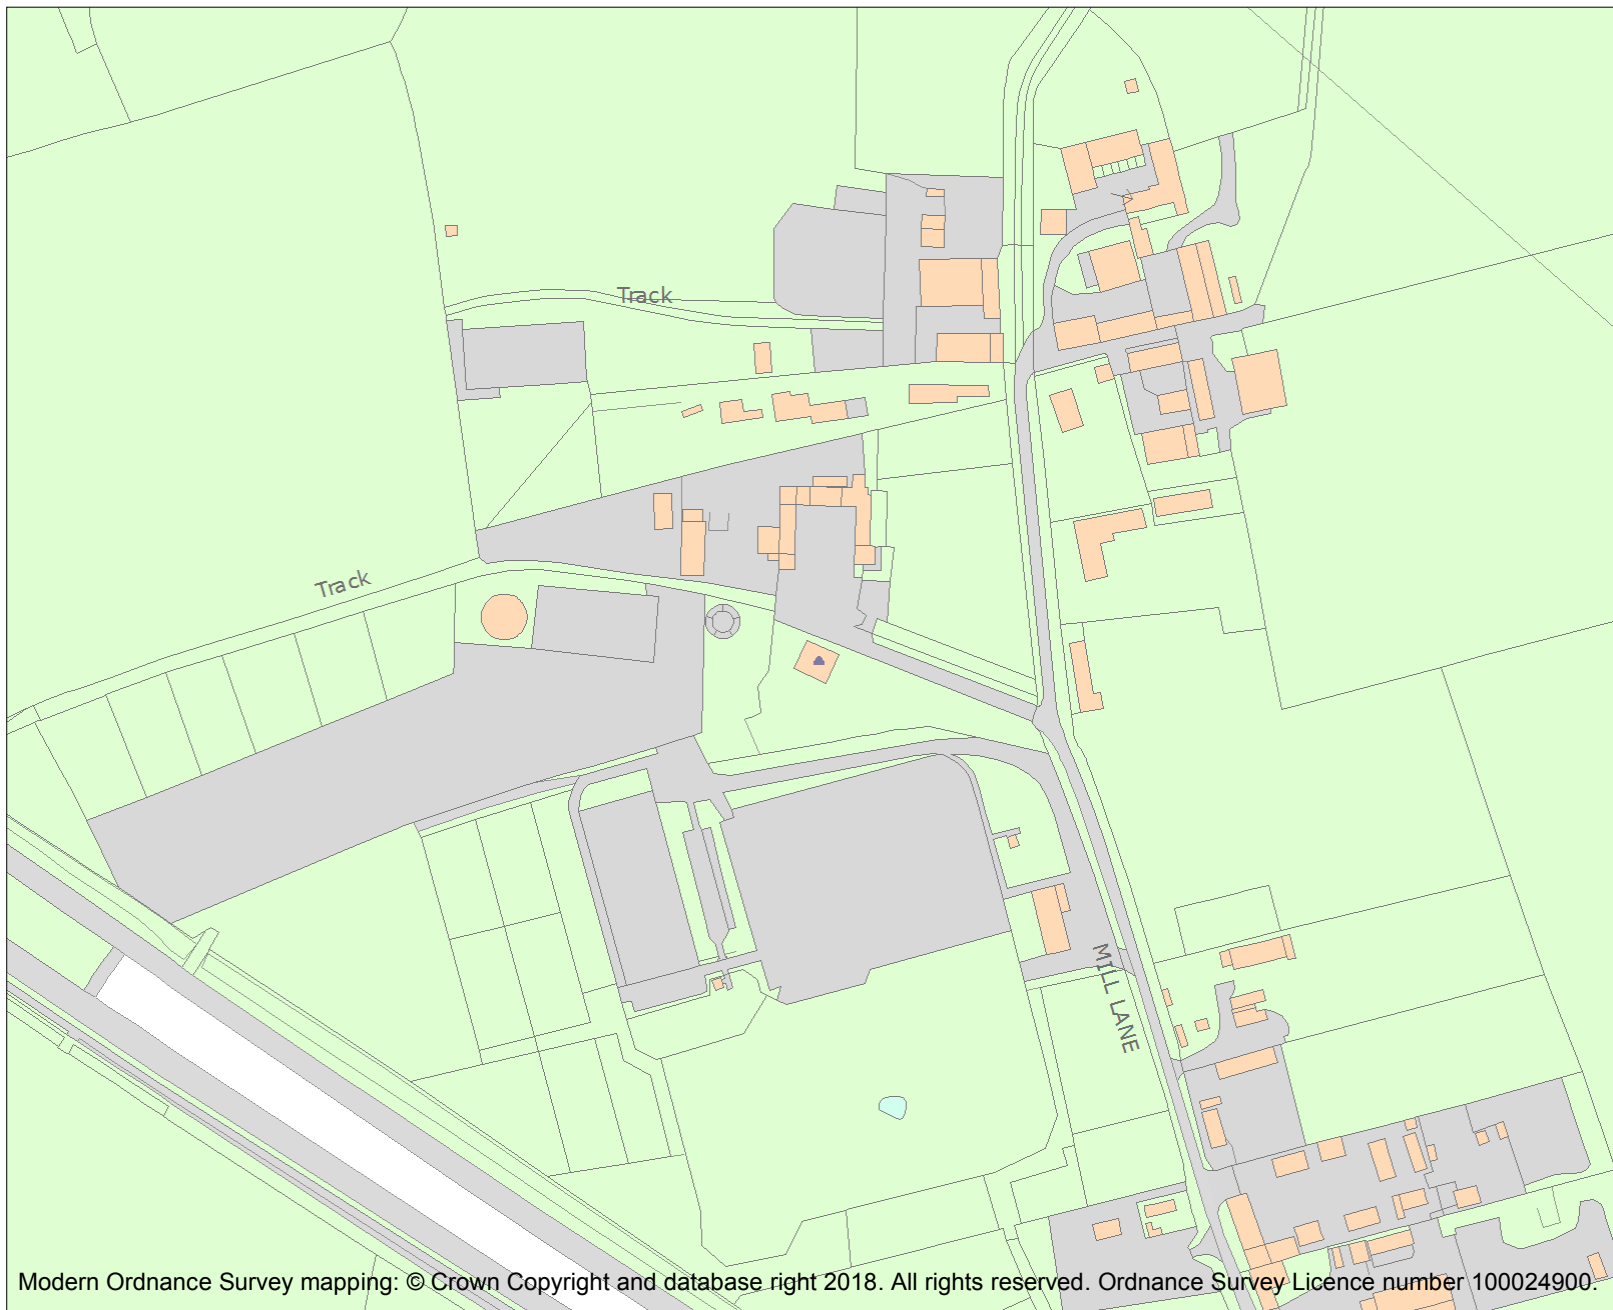 Track
Track
MILL LANE
Modern Ordnance Survey mapping: © Crown Copyright and database right 2018. All rights reserved. Ordnance Survey Licence number 100024900.